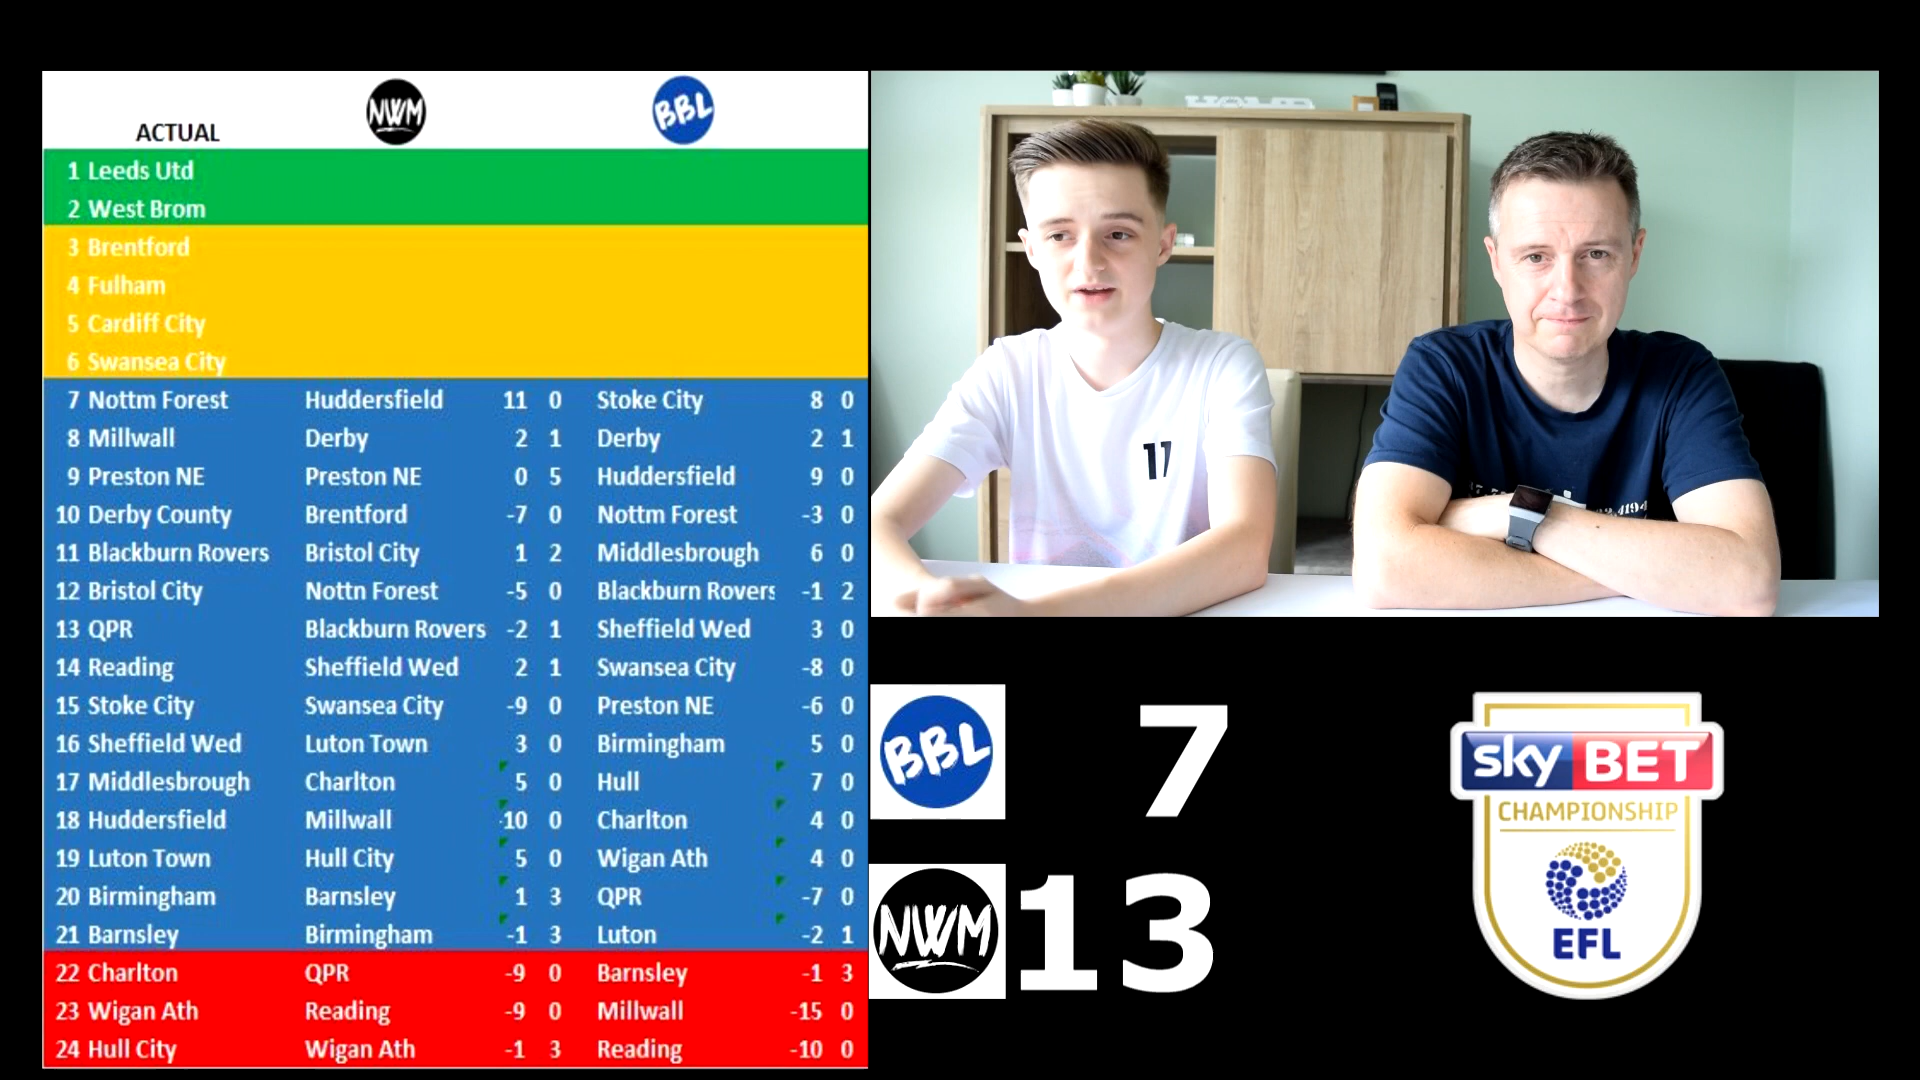 ACTUAL NWM BBL
1 Leeds Utd
2 West Brom
3 Brentford
4 Fulham
5 Cardiff City
6 Swansea City
7 Nottm Forest Huddersfield 11 0 Stoke City 8 0
8 Millwall Derby 2 1 Derby 2 1
9 Preston NE Preston NE 0 5 Huddersfield 9 0
10 Derby County Brentford -7 0 Nottm Forest -3 0
11 Blackburn Rovers Bristol City 1 2 Middlesbrough 6 0
12 Bristol City Nottn Forest -5 0 Blackburn Rovers -1 2
13 QPR Blackburn Rovers -2 1 Sheffield Wed 3 0
14 Reading Sheffield Wed 2 1 Swansea City -8 0
15 Stoke City Swansea City -9 0 Preston NE -6 0
16 Sheffield Wed Luton Town 3 0 Birmingham 5 0
17 Middlesbrough Charlton 5 0 Hull 7 0
18 Huddersfield Millwall -10 0 Charlton 4 0
19 Luton Town Hull City 5 0 Wigan Ath 4 0
20 Birmingham Barnsley 1 3 QPR -7 0
21 Barnsley Birmingham -1 3 Luton -2 1
22 Charlton QPR -9 0 Barnsley -1 3
23 Wigan Ath Reading -9 0 Millwall -15 0
24 Hull City Wigan Ath -1 3 Reading -10 0
11
BBL 7
NWM 13
sky BET
CHAMPIONSHIP
EFL